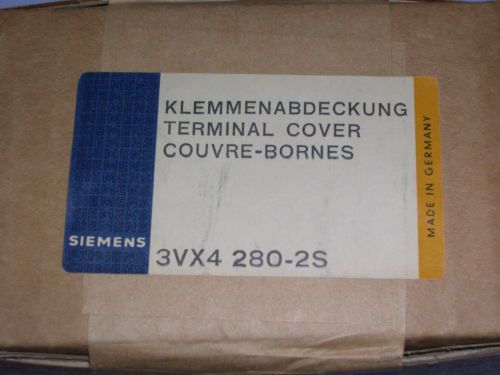 KLEMMENABDECKUNG
TERMINAL COVER
COUVRE-BORNES
SIEMENS
3VX4 280-2S
MADE IN GERMANY